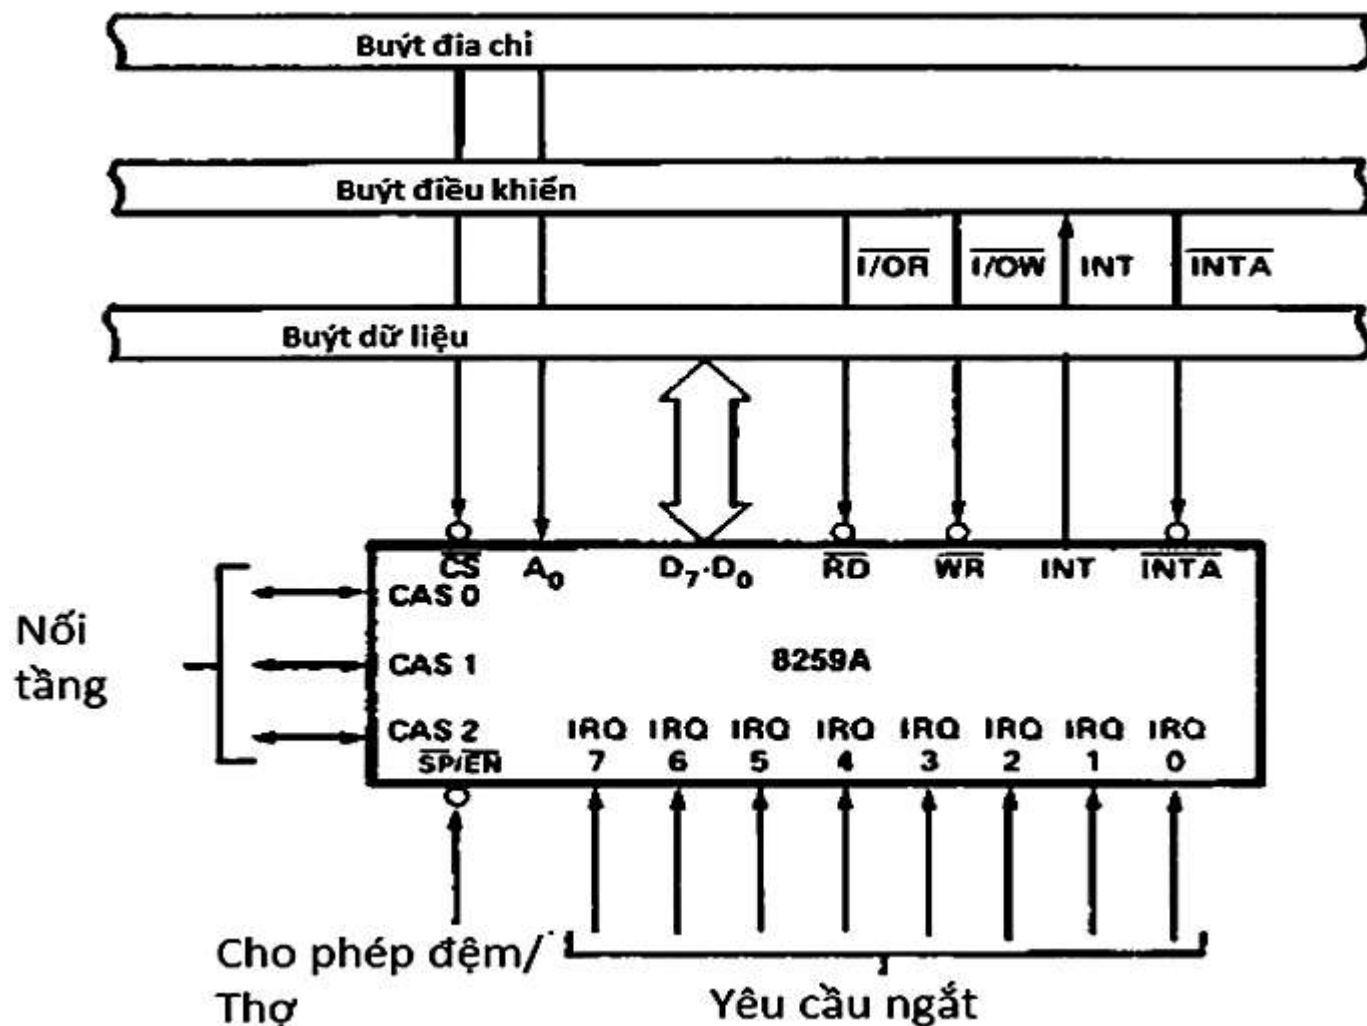 Buýt đia chỉ
Buýt điều khiển
I/OR I/OW INT INTA
Buýt dữ liệu
CS A0 D7-D0 RD WR INT INTA
CAS 0
Nối
tầng
CAS 1
8259A
CAS 2
IRQ IRQ IRQ IRQ IRQ IRQ IRQ IRQ
SP/EN 7 6 5 4 3 2 1 0
Cho phép đệm/
Thợ
Yêu cầu ngắt